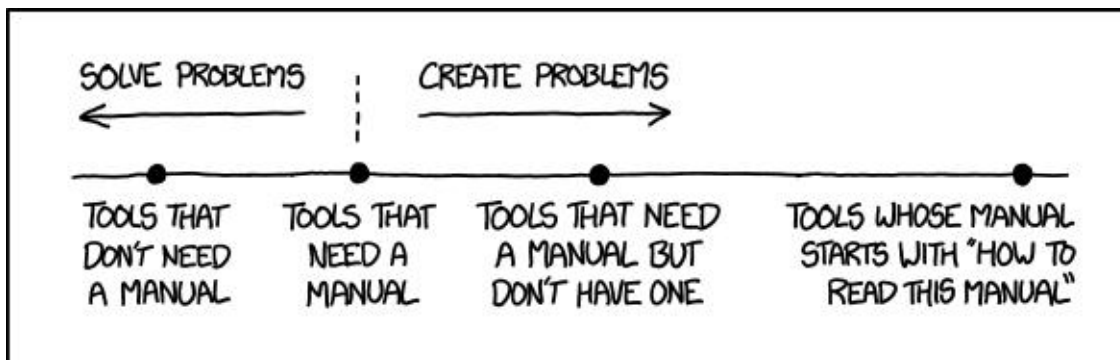 SOLVE PROBLEMS
CREATE PROBLEMS
TOOLS THAT
DON'T NEED
A MANUAL
TOOLS THAT
NEED A
MANUAL
TOOLS THAT NEED
A MANUAL BUT
DON'T HAVE ONE
TOOLS WHOSE MANUAL
STARTS WITH "HOW TO
READ THIS MANUAL"